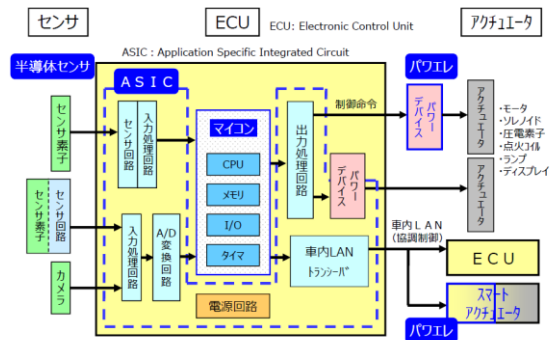 センサ
ECU
ECU: Electronic Control Unit
アクチュエータ
ASIC : Application Specific Integrated Circuit
半導体センサ
ＡＳＩＣ
パワエレ
センサ素子
センサ回路
入力処理回路
マイコン
CPU
メモリ
I/O
タイマ
出力処理回路
制御命令
パワーデバイス
アクチュエータ
・モータ
・ソレノイド
・圧電素子
・点火コイル
・ランプ
・ディスプレイ
センサ素子
センサ回路
入力処理回路
A/D変換回路
パワーデバイス
アクチュエータ
カメラ
車内LAN
トランシーバ
車内ＬＡＮ
(協調制御)
ＥＣＵ
電源回路
スマート
アクチュエータ
パワエレ